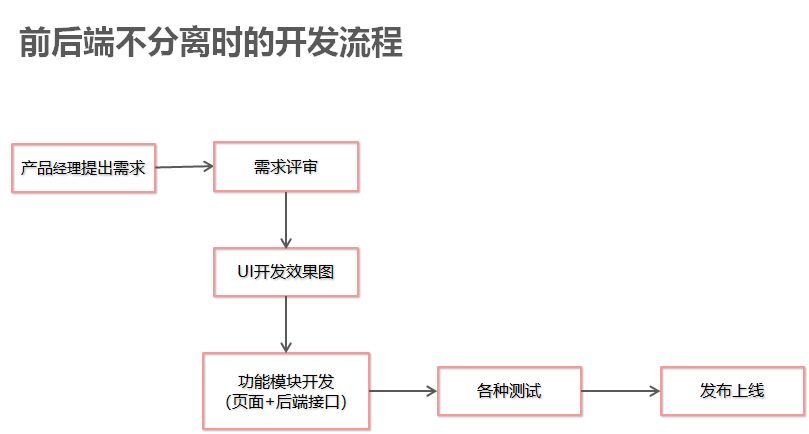 前后端不分离时的开发流程
产品经理提出需求
需求评审
UI开发效果图
功能模块开发
(页面+后端接口)
各种测试
发布上线